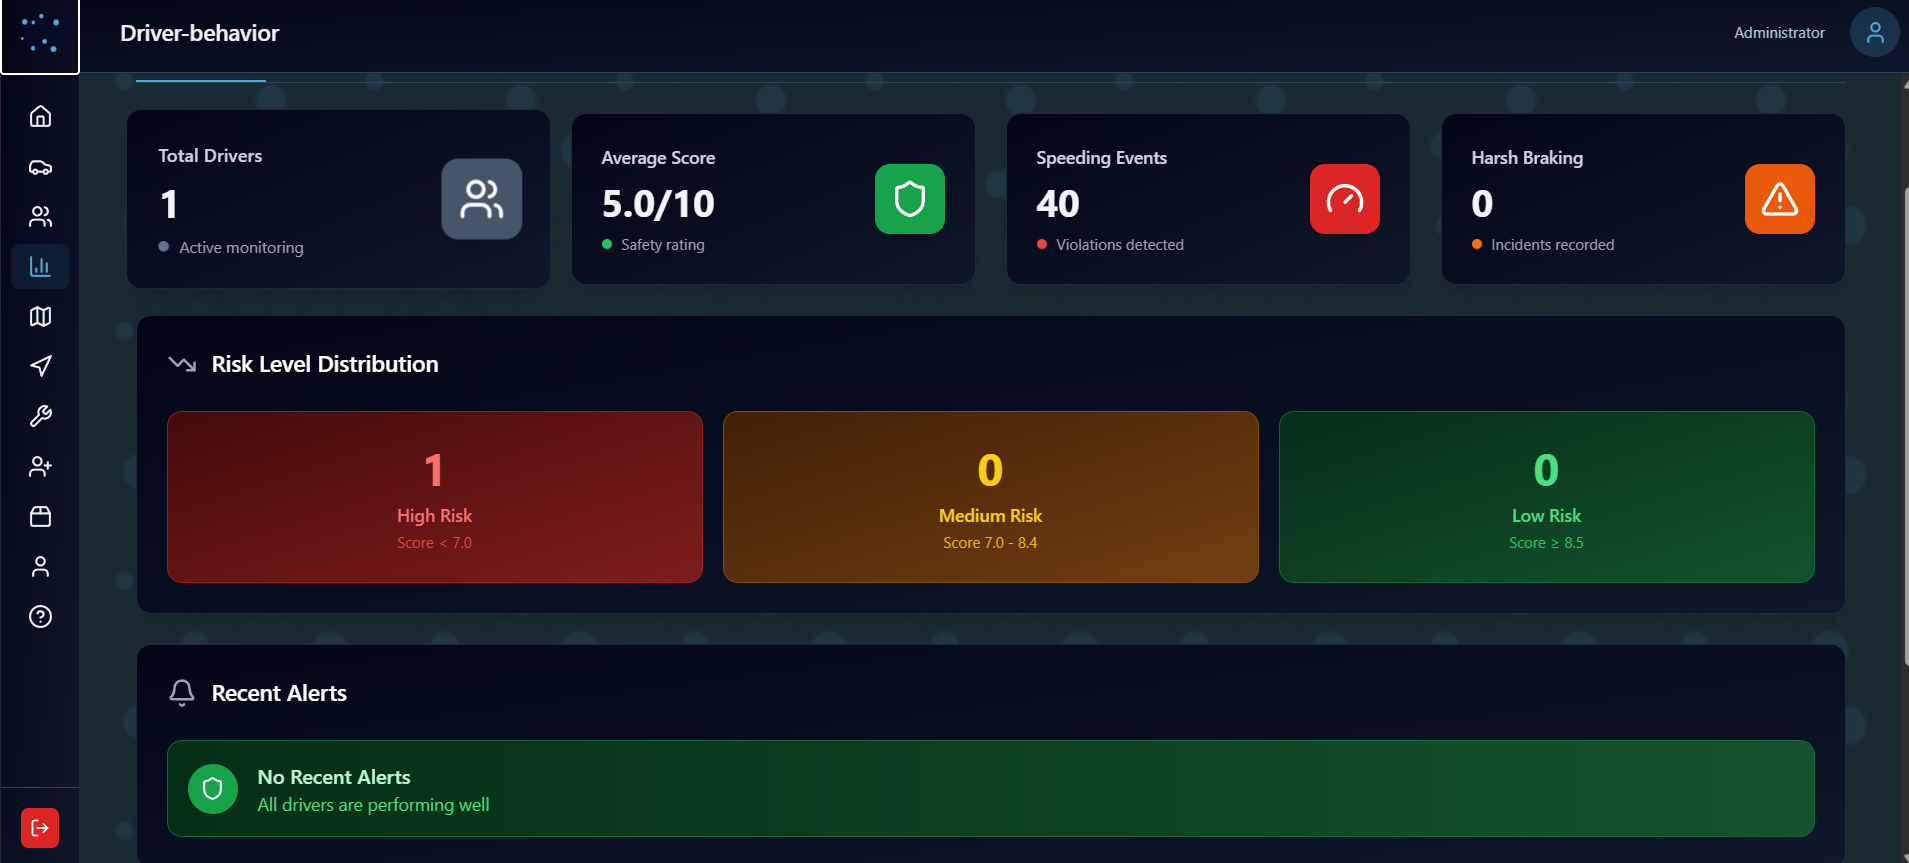 Driver-behavior
Administrator
Total Drivers
1
Active monitoring
Average Score
5.0/10
Safety rating
Speeding Events
40
Violations detected
Harsh Braking
0
Incidents recorded
Risk Level Distribution
1
High Risk
Score < 7.0
0
Medium Risk
Score 7.0 - 8.4
0
Low Risk
Score ≥ 8.5
Recent Alerts
No Recent Alerts
All drivers are performing well